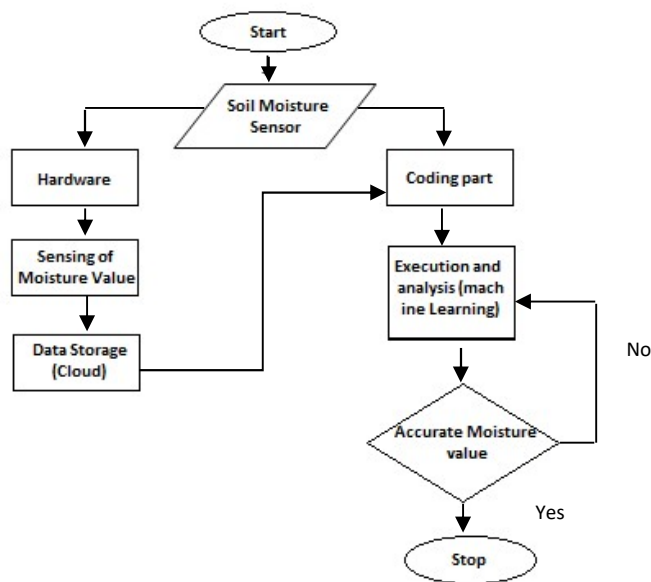 Start
Soil Moisture
Sensor
Hardware
Coding part
Sensing of
Moisture Value
Execution and
analysis (mach
ine Learning)
Data Storage
(Cloud)
No
Accurate Moisture
value
Yes
Stop